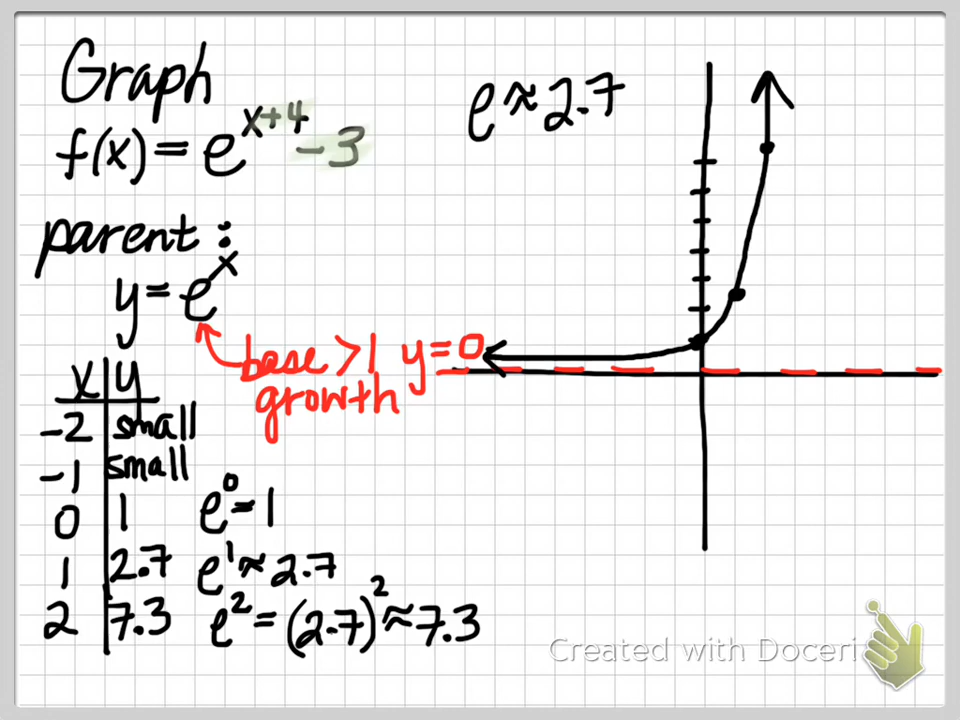 Graph
f(x) = e^(x+4) - 3
e ≈ 2.7
parent:
y = e^x
base > 1
growth
y = 0
x y
-2 small
-1 small
0 1 e^0 = 1
1 2.7 e^1 ≈ 2.7
2 7.3 e^2 = (2.7)^2 ≈ 7.3
Created with Doceri